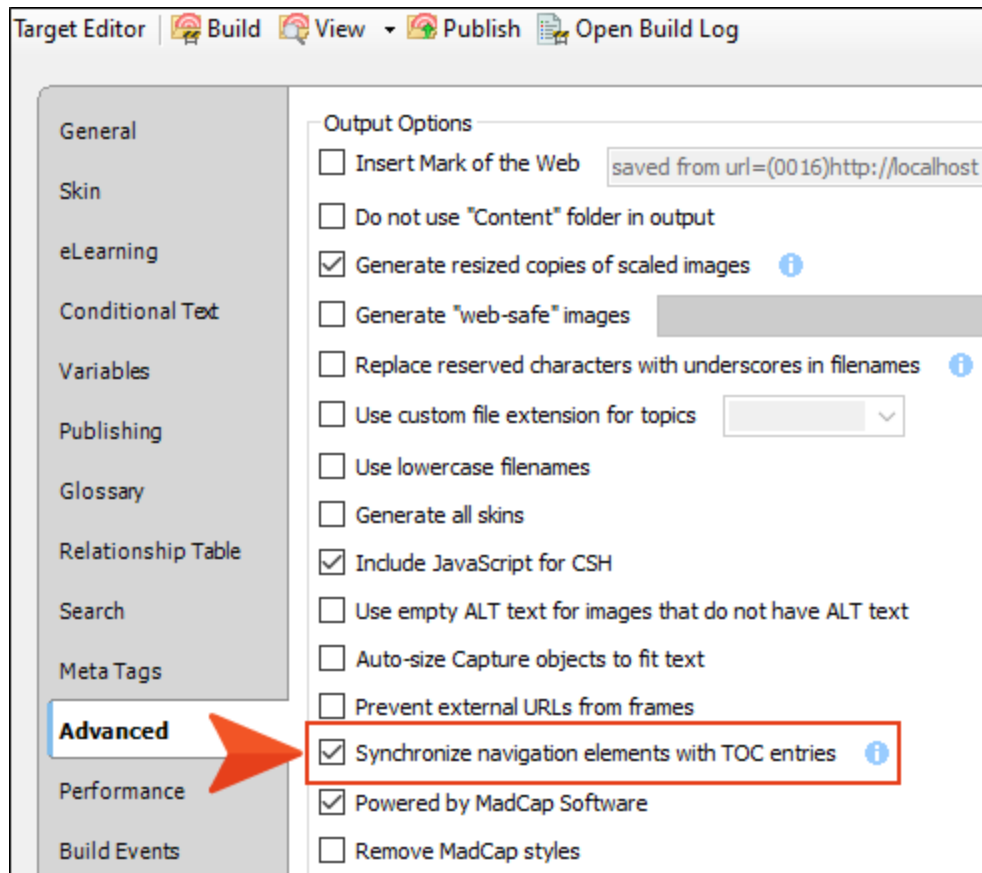 Target Editor Build View Publish Open Build Log
General
Skin
eLearning
Conditional Text
Variables
Publishing
Glossary
Relationship Table
Search
Meta Tags
Advanced
Performance
Build Events
Output Options
Insert Mark of the Web saved from url=(0016)http://localhost
Do not use "Content" folder in output
Generate resized copies of scaled images
Generate "web-safe" images
Replace reserved characters with underscores in filenames
Use custom file extension for topics
Use lowercase filenames
Generate all skins
Include JavaScript for CSH
Use empty ALT text for images that do not have ALT text
Auto-size Capture objects to fit text
Prevent external URLs from frames
Synchronize navigation elements with TOC entries
Powered by MadCap Software
Remove MadCap styles